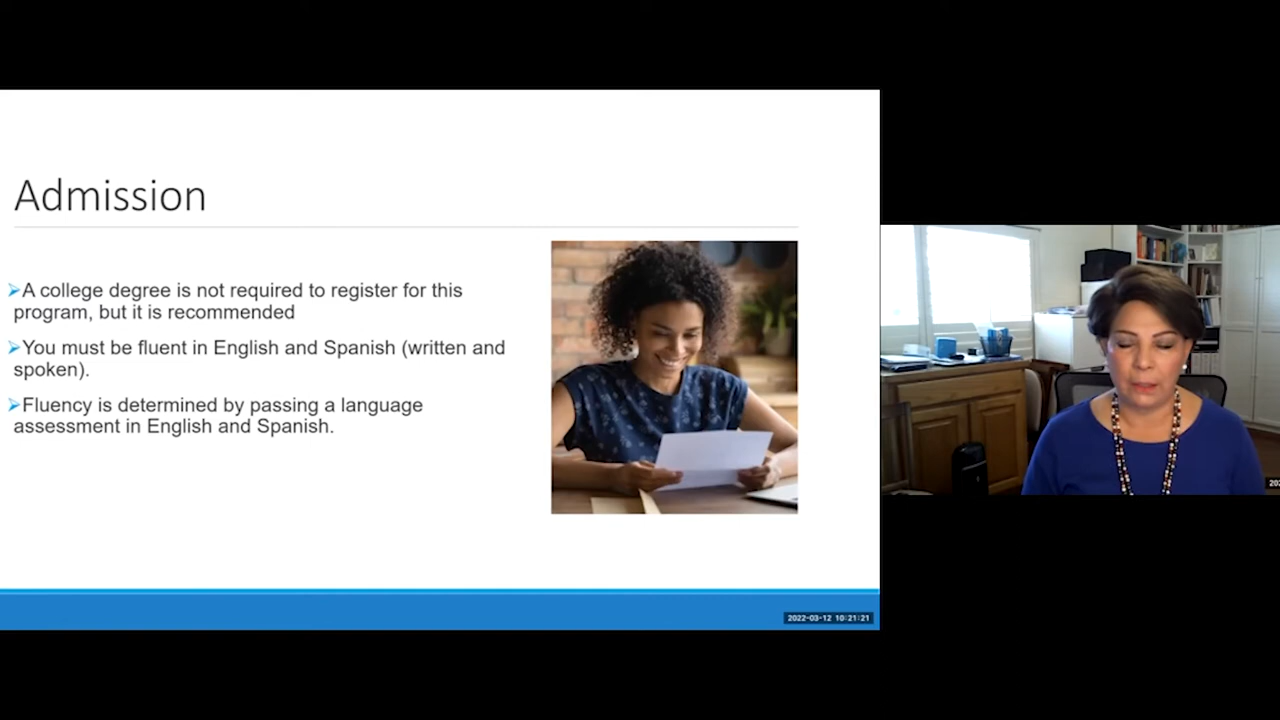 Admission
➢A college degree is not required to register for this
program, but it is recommended
➢You must be fluent in English and Spanish (written and
spoken).
➢Fluency is determined by passing a language
assessment in English and Spanish.
2022-03-12 10:21:21
202